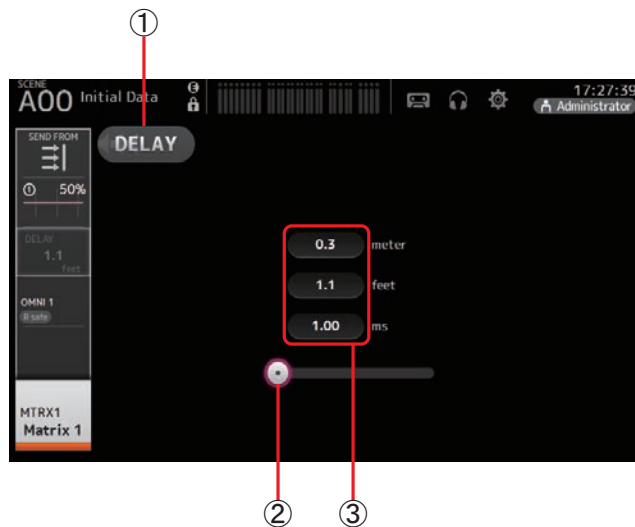 ①
SCENE
A00 Initial Data
E
17:27:39
Administrator
SEND FROM
DELAY
① 50%
DELAY
1.1
feet
0.3 meter
1.1 feet
1.00 ms
OMNI 1
R safe
MTRX1
Matrix 1
② ③